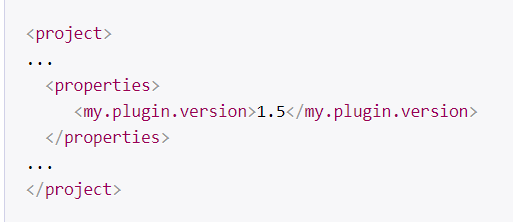 <project>
...
<properties>
<my.plugin.version>1.5</my.plugin.version>
</properties>
...
</project>